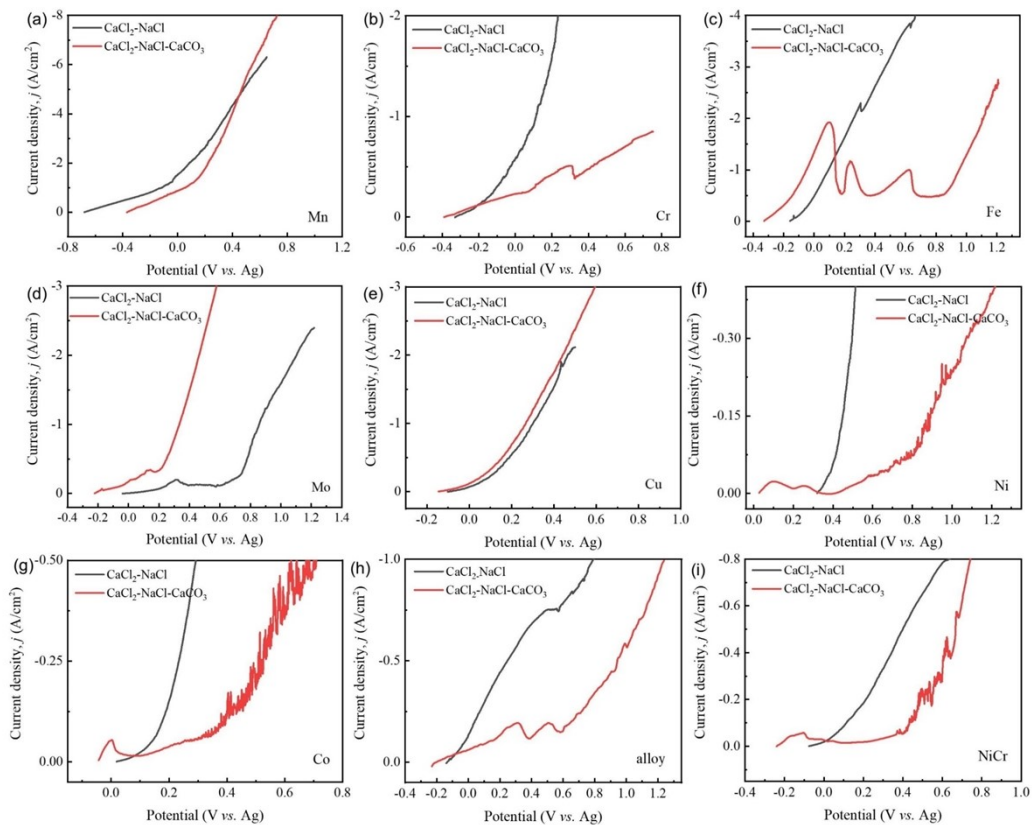 (a)
CaCl2-NaCl
CaCl2-NaCl-CaCO3
Current density, j (A/cm2)
-8
-6
-4
-2
0
-0.8
-0.4
0.0
0.4
0.8
1.2
Mn
Potential (V vs. Ag)
(b)
CaCl2-NaCl
CaCl2-NaCl-CaCO3
Current density, j (A/cm2)
-2
-1
0
-0.6
-0.4
-0.2
0.0
0.2
0.4
0.6
0.8
Cr
Potential (V vs. Ag)
(c)
CaCl2-NaCl
CaCl2-NaCl-CaCO3
Current density, j (A/cm2)
-4
-3
-2
-1
0
-0.4
-0.2
0.0
0.2
0.4
0.6
0.8
1.0
1.2
Fe
Potential (V vs. Ag)
(d)
CaCl2-NaCl
CaCl2-NaCl-CaCO3
Current density, j (A/cm2)
-3
-2
-1
0
-0.4
-0.2
0.0
0.2
0.4
0.6
0.8
1.0
1.2
1.4
Mo
Potential (V vs. Ag)
(e)
CaCl2-NaCl
CaCl2-NaCl-CaCO3
Current density, j (A/cm2)
-3
-2
-1
0
-0.4
-0.2
0.0
0.2
0.4
0.6
0.8
1.0
Cu
Potential (V vs. Ag)
(f)
CaCl2-NaCl
CaCl2-NaCl-CaCO3
Current density, j (A/cm2)
-0.30
-0.15
0.00
0.0
0.2
0.4
0.6
0.8
1.0
1.2
Ni
Potential (V vs. Ag)
(g)
CaCl2-NaCl
CaCl2-NaCl-CaCO3
Current density, j (A/cm2)
-0.50
-0.25
0.00
0.0
0.2
0.4
0.6
0.8
Co
Potential (V vs. Ag)
(h)
CaCl2.NaCl
CaCl2-NaCl-CaCO3
Current density, j (A/cm2)
-1.0
-0.5
0.0
-0.4
-0.2
0.0
0.2
0.4
0.6
0.8
1.0
1.2
alloy
Potential (V vs. Ag)
(i)
CaCl2-NaCl
CaCl2-NaCl-CaCO3
Current density, j (A/cm2)
-0.8
-0.6
-0.4
-0.2
0.0
-0.4
-0.2
0.0
0.2
0.4
0.6
0.8
1.0
NiCr
Potential (V vs. Ag)